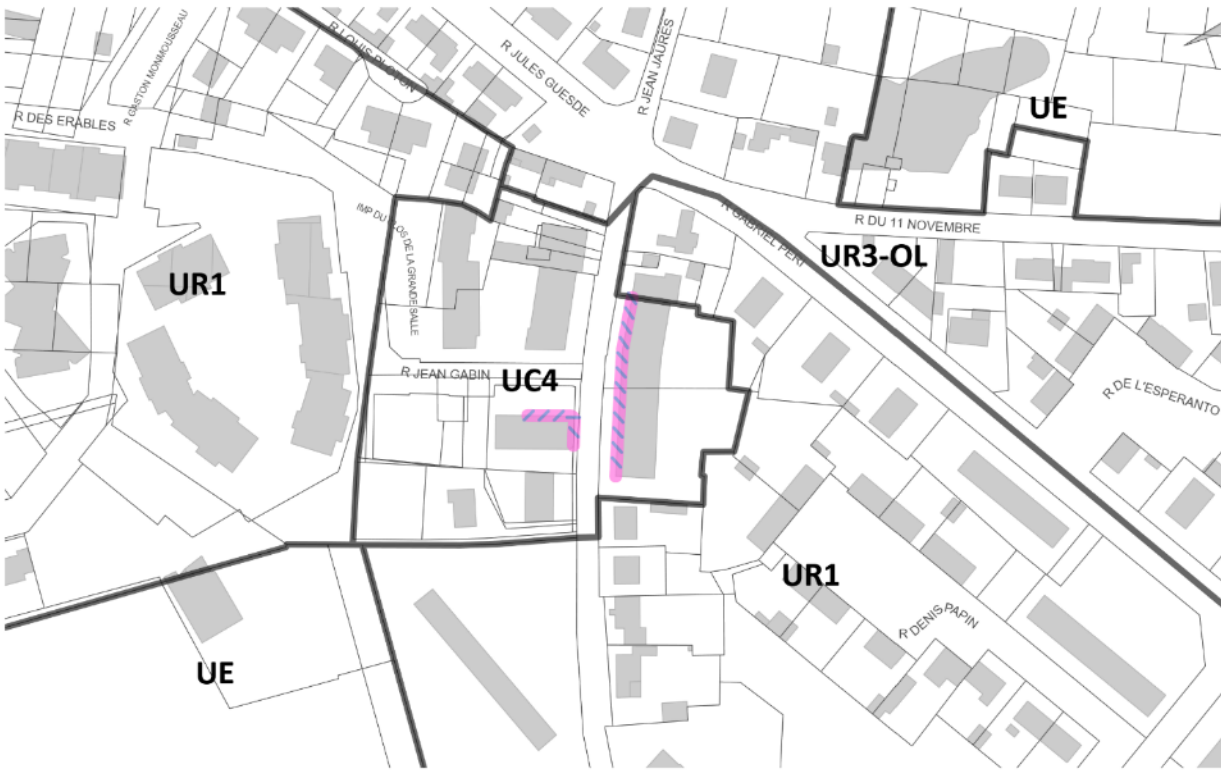 R LOUIS PLOTON
R GASTON MONMOUSSEAU
R JULES GUESDE
R JEAN JAURES
R DES ERABLES
UE
IMP DU CLOS DE LA GRANDE SALLE
R GABRIEL PERI
R DU 11 NOVEMBRE
UR3-OL
UR1
R JEAN GABIN
UC4
R DE L'ESPERANTO
UR1
R DENIS PAPIN
UE